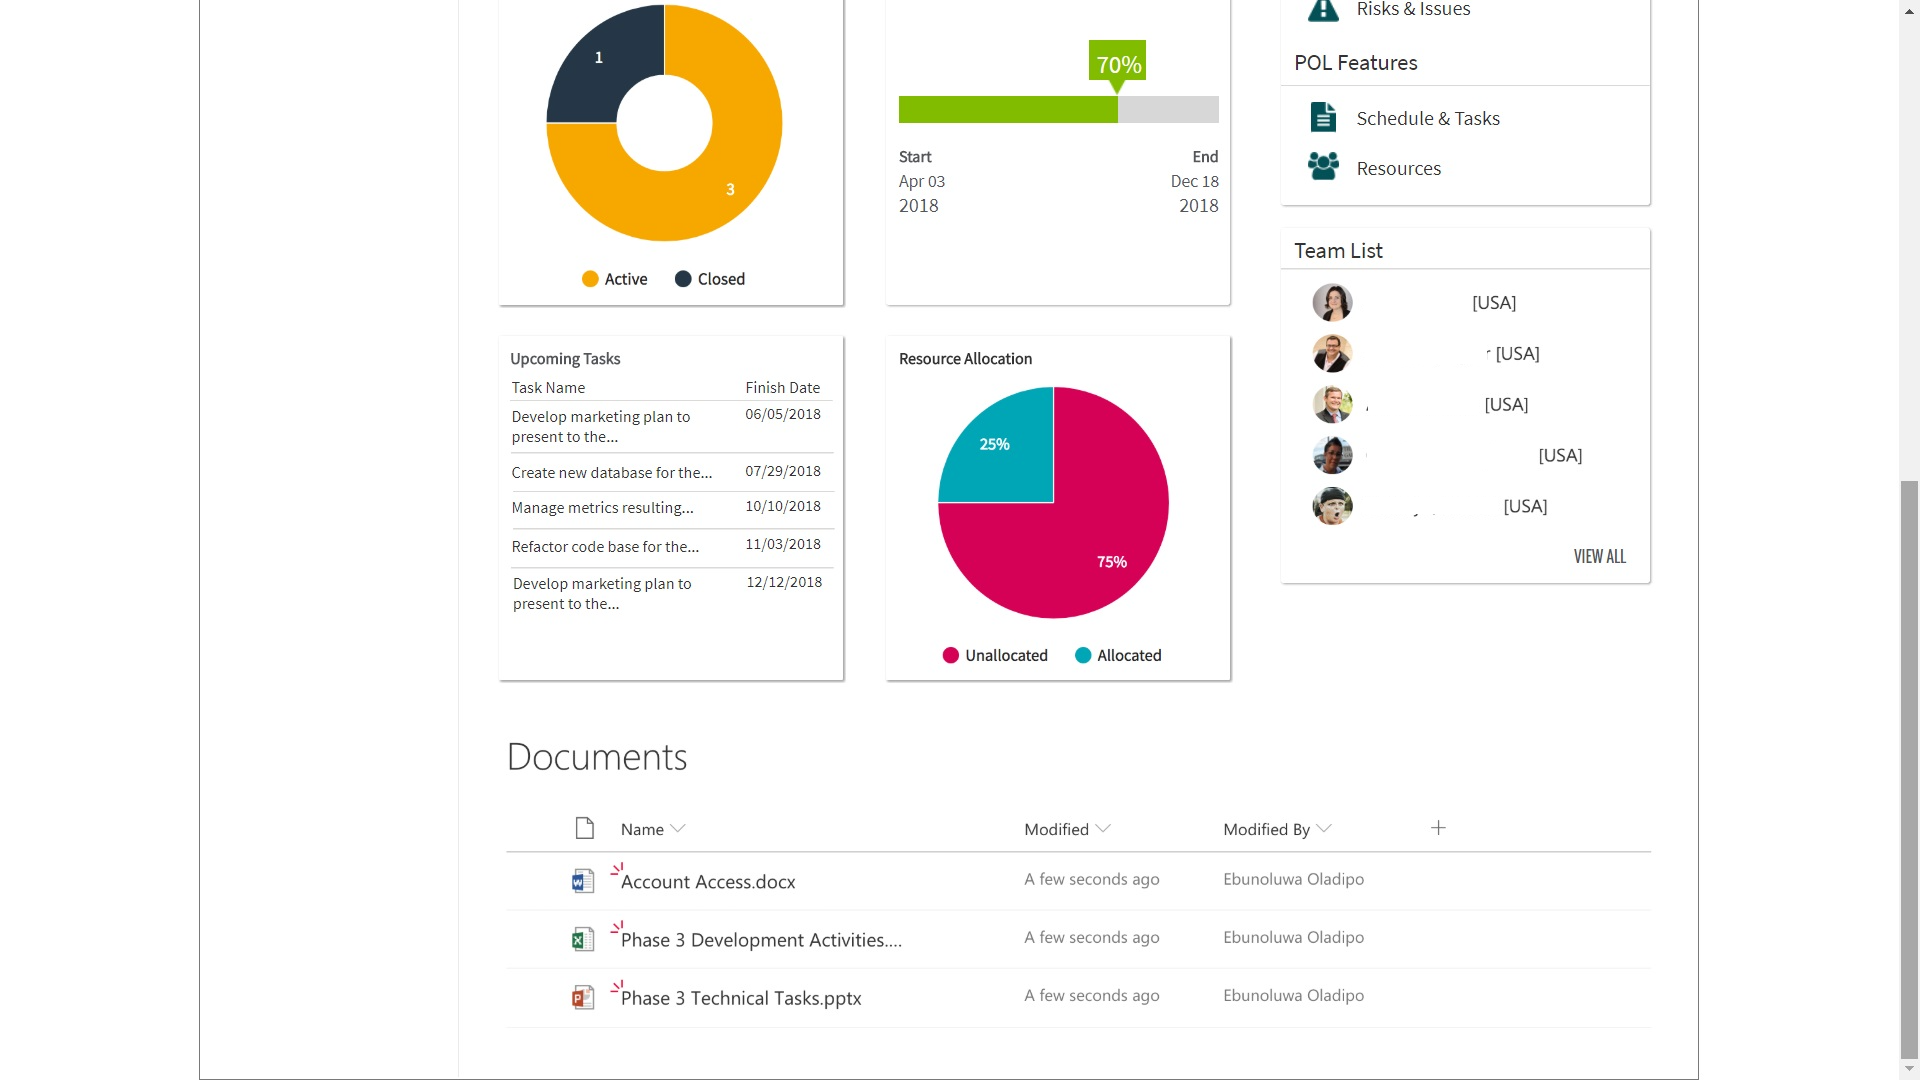 1
3
Active
Closed
70%
Start
End
Apr 03
Dec 18
2018
2018
Risks & Issues
POL Features
Schedule & Tasks
Resources
Upcoming Tasks
Task Name
Finish Date
Develop marketing plan to
present to the...
06/05/2018
Create new database for the...
07/29/2018
Manage metrics resulting...
10/10/2018
Refactor code base for the...
11/03/2018
Develop marketing plan to
present to the...
12/12/2018
Resource Allocation
25%
75%
Unallocated
Allocated
Team List
[USA]
r [USA]
[USA]
[USA]
[USA]
VIEW ALL
Documents
Name
Modified
Modified By
Account Access.docx
A few seconds ago
Ebunoluwa Oladipo
Phase 3 Development Activities....
A few seconds ago
Ebunoluwa Oladipo
Phase 3 Technical Tasks.pptx
A few seconds ago
Ebunoluwa Oladipo